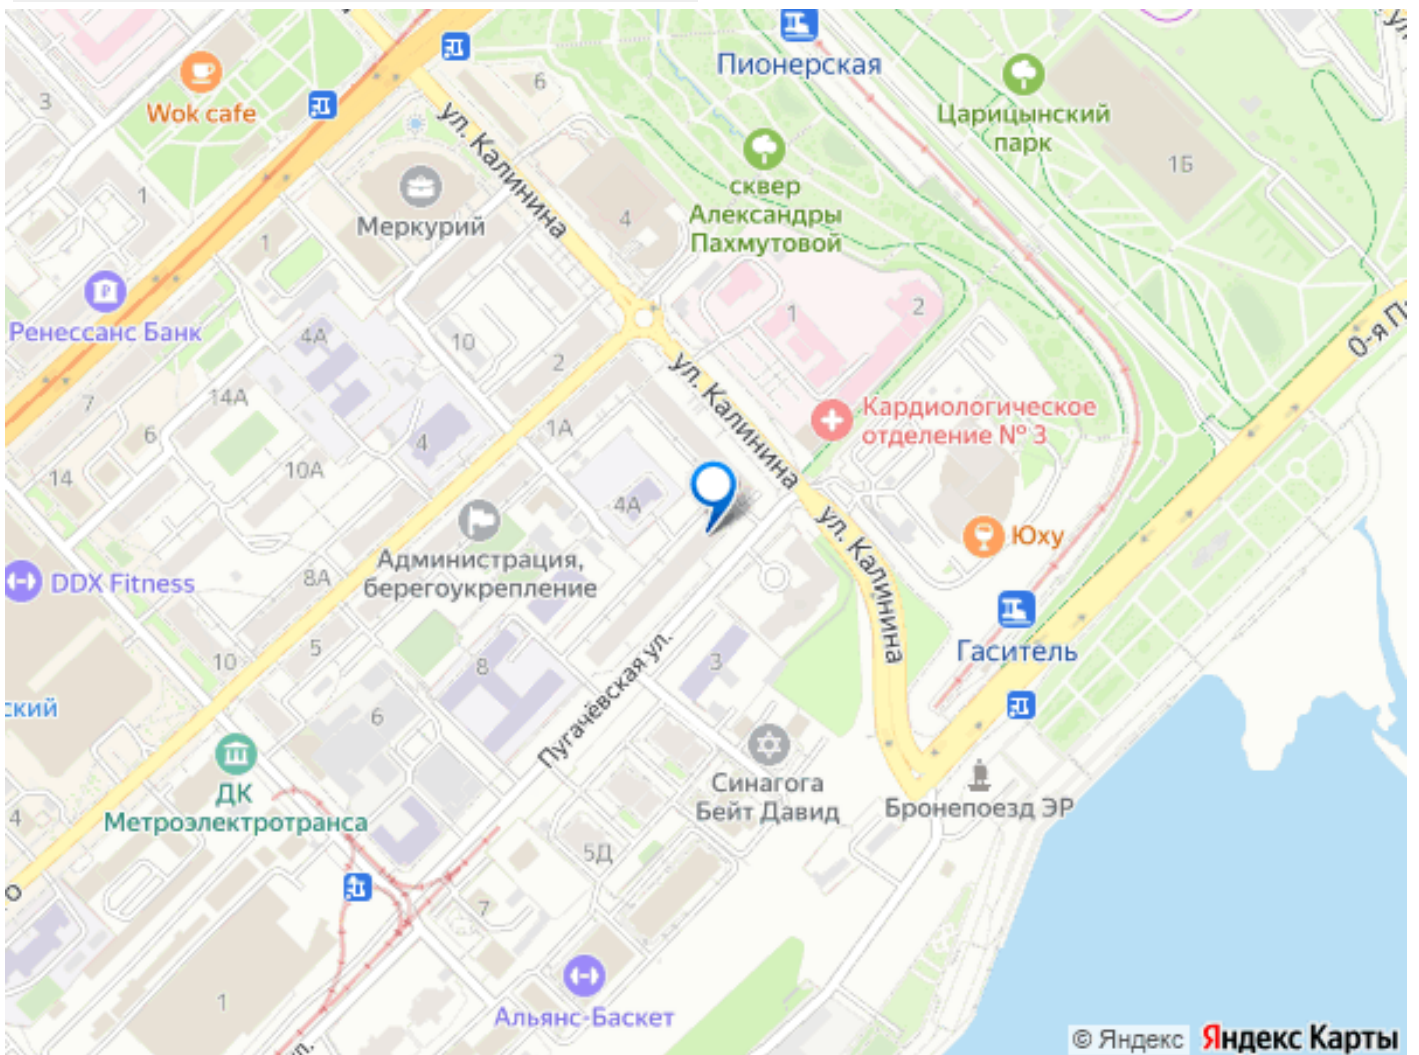 Пионерская
6
Wok cafe
3
ул. Калинина
Царицынский
парк
1Б
сквер
Александры
Пахмутовой
1
Меркурий
4
1
Ренессанс Банк
4А
10
2
1
2
0-я П
7
14А
6
4
1А
ул. Калинина
Кардиологическое
отделение № 3
14
10А
4А
Администрация,
берегоукрепление
ул. Калинина
Юху
DDX Fitness
8А
5
10
8
3
Гаситель
ский
6
Пугачёвская ул.
ДК
Метроэлектротранса
4
Синагога
Бейт Давид
Бронепоезд ЭР
5Д
7
о
1
Альянс-Баскет
ул.
© Яндекс Яндекс Карты